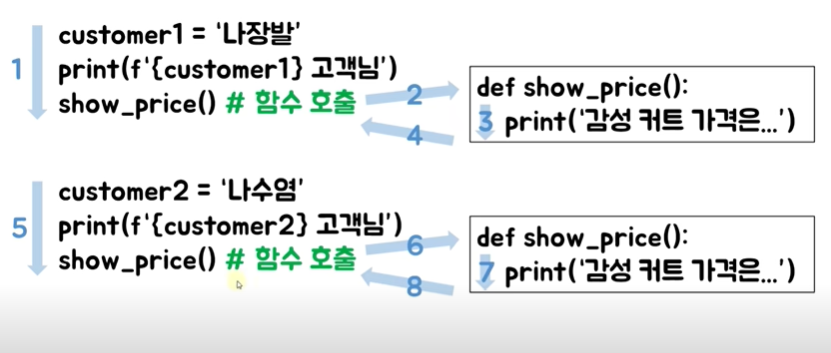 customer1 = '나장발'
1
print(f'{customer1} 고객님')
show_price() # 함수 호출
2
def show_price():
4
3 print('감성 커트 가격은...')
customer2 = '나수염'
5
print(f'{customer2} 고객님')
show_price() # 함수 호출
6
def show_price():
8
7 print('감성 커트 가격은...')